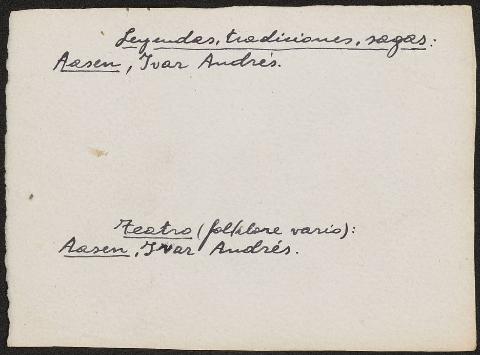 Leyendas, tradiciones, sagas:
Aasen, Ivar Andrés.
Teatro (folklore vario):
Aasen, Ivar Andrés.